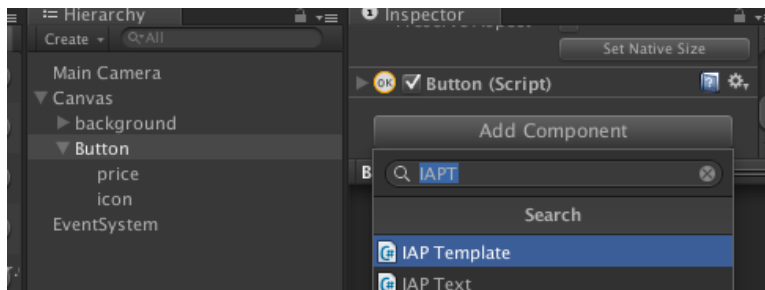 Hierarchy
Create
All
Main Camera
Canvas
background
Button
price
icon
EventSystem
Inspector
Set Native Size
OK Button (Script)
Add Component
B
IAPT
Search
IAP Template
IAP Text